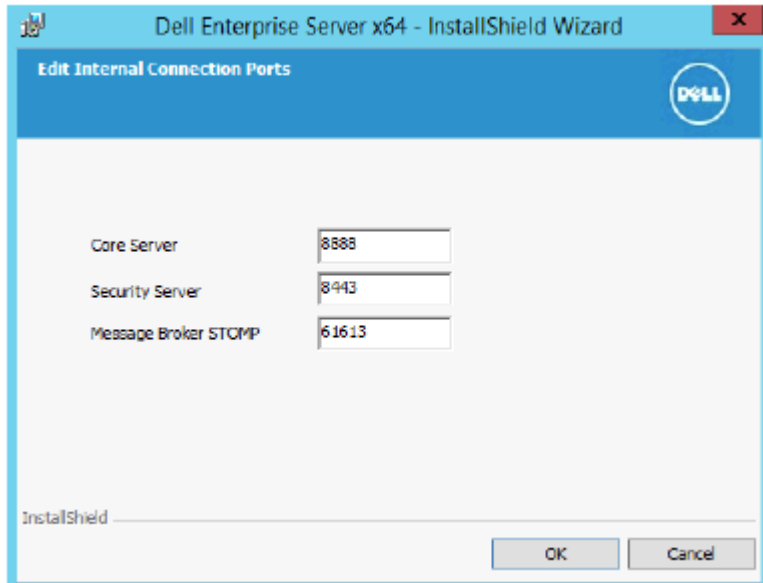 Dell Enterprise Server x64 - InstallShield Wizard
Edit Internal Connection Ports
DELL
Core Server 8888
Security Server 8443
Message Broker STOMP 61613
InstallShield
OK Cancel